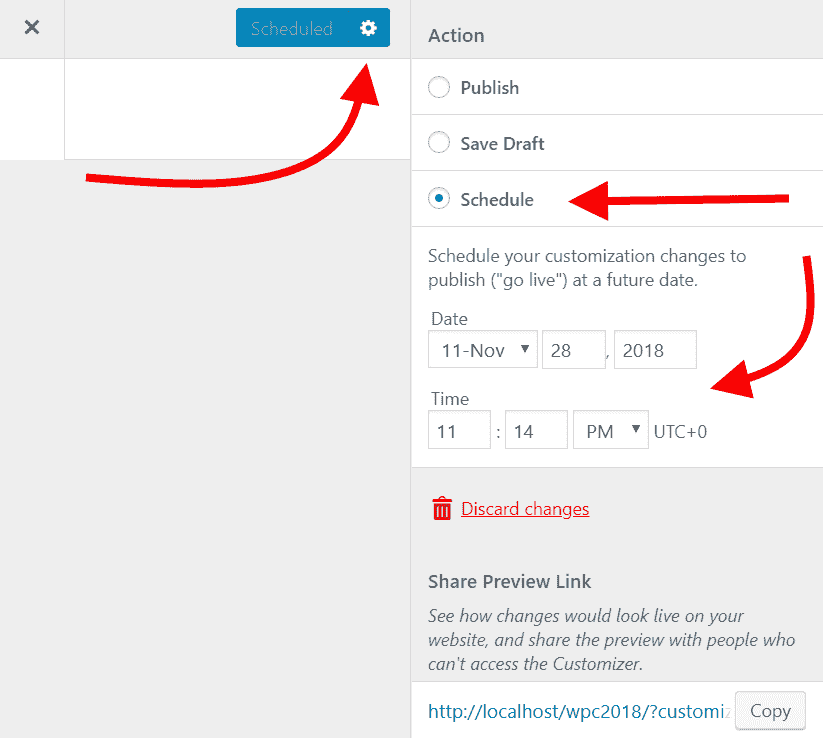 Scheduled
Action
Publish
Save Draft
Schedule
Schedule your customization changes to
publish ("go live") at a future date.
Date
11-Nov 28 , 2018
Time
11 : 14 PM UTC+0
Discard changes
Share Preview Link
See how changes would look live on your
website, and share the preview with people who
can't access the Customizer.
http://localhost/wpc2018/?customi Copy